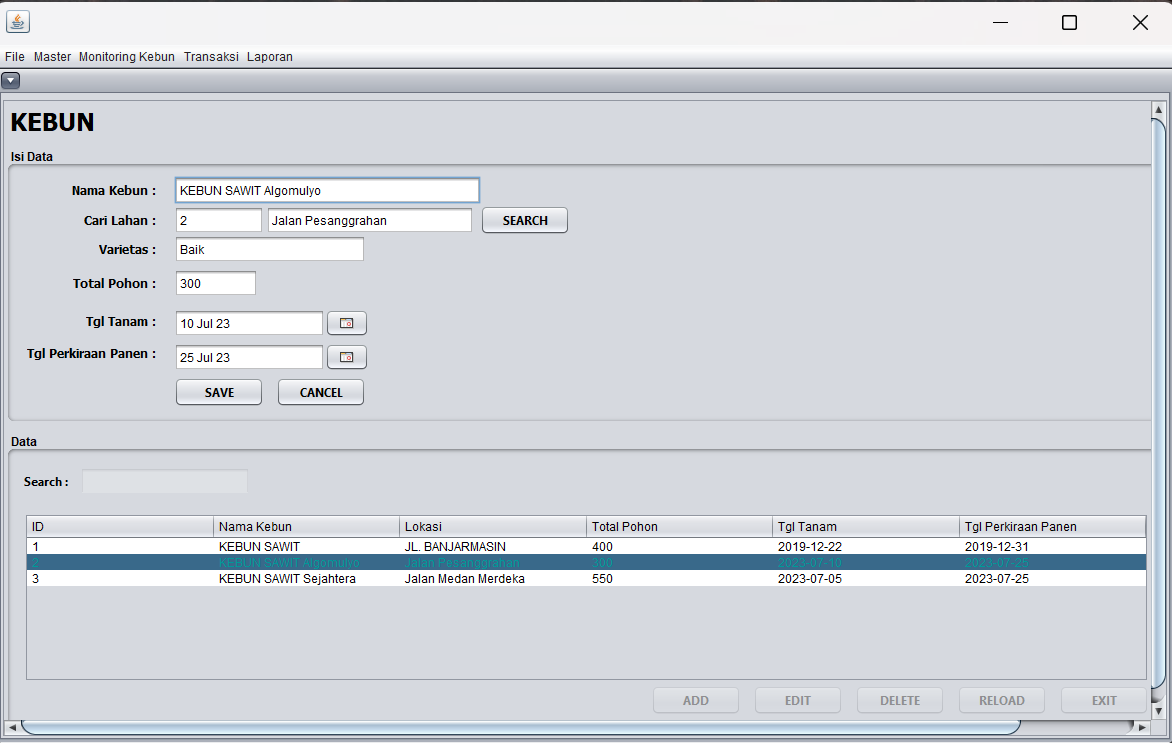 File Master Monitoring Kebun Transaksi Laporan
KEBUN
Isi Data
Nama Kebun : KEBUN SAWIT Algomulyo
Cari Lahan : 2 Jalan Pesanggrahan SEARCH
Varietas : Baik
Total Pohon : 300
Tgl Tanam : 10 Jul 23
Tgl Perkiraan Panen : 25 Jul 23
SAVE CANCEL
Data
Search :
ID Nama Kebun Lokasi Total Pohon Tgl Tanam Tgl Perkiraan Panen
1 KEBUN SAWIT JL. BANJARMASIN 400 2019-12-22 2019-12-31
2 KEBUN SAWIT Algomulyo Jalan Pesanggrahan 300 2023-07-10 2023-07-25
3 KEBUN SAWIT Sejahtera Jalan Medan Merdeka 550 2023-07-05 2023-07-25
ADD EDIT DELETE RELOAD EXIT